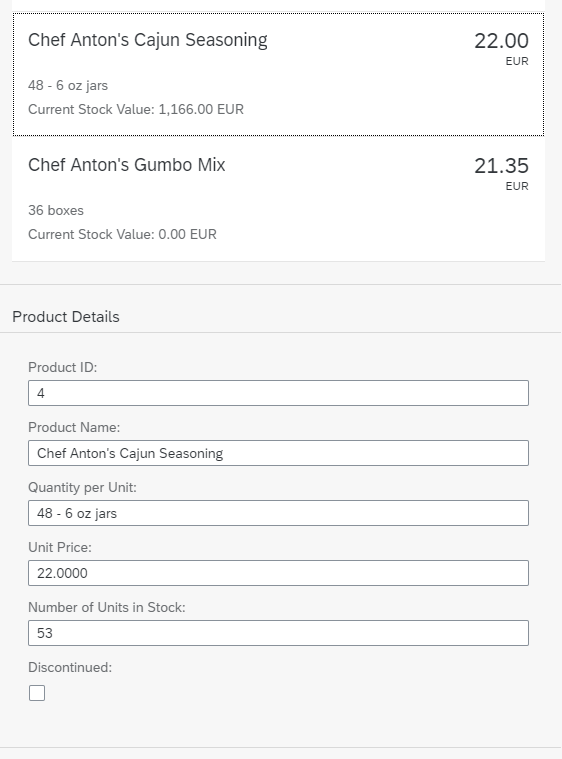 Chef Anton's Cajun Seasoning
22.00
EUR
48 - 6 oz jars
Current Stock Value: 1,166.00 EUR
Chef Anton's Gumbo Mix
21.35
EUR
36 boxes
Current Stock Value: 0.00 EUR
Product Details
Product ID:
4
Product Name:
Chef Anton's Cajun Seasoning
Quantity per Unit:
48 - 6 oz jars
Unit Price:
22.0000
Number of Units in Stock:
53
Discontinued: